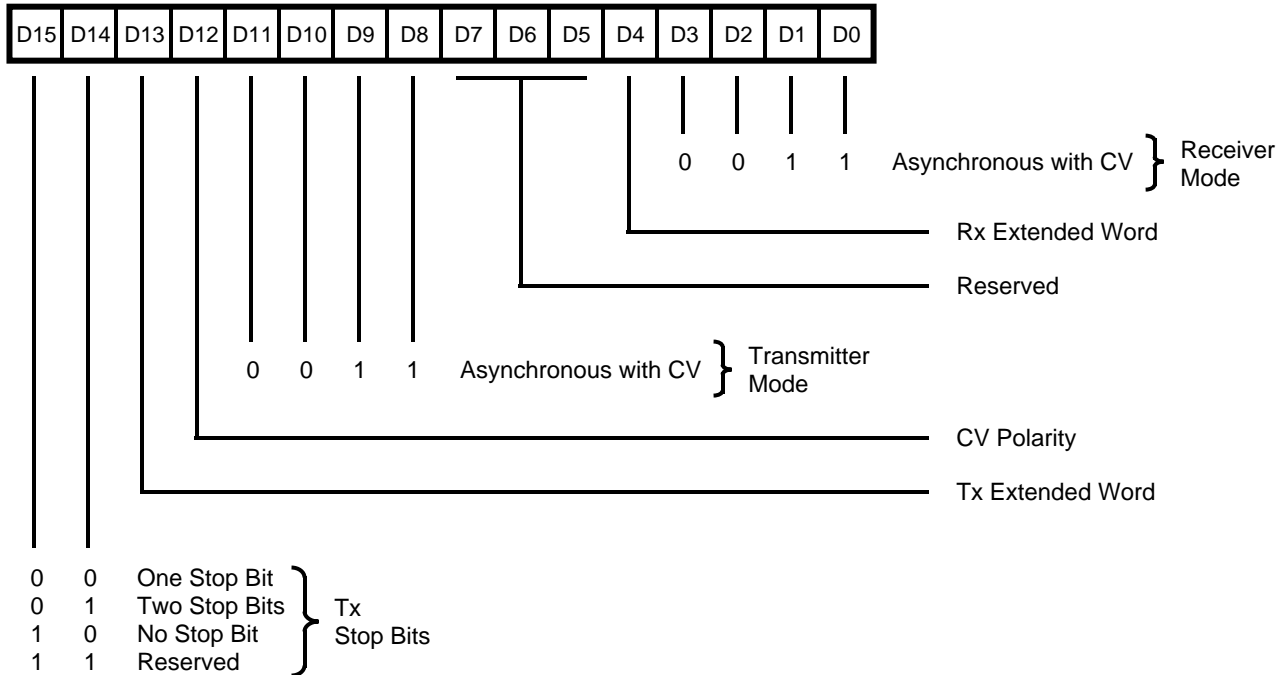 D15 D14 D13 D12 D11 D10 D9 D8 D7 D6 D5 D4 D3 D2 D1 D0
0 0 1 1 Asynchronous with CV
Receiver
Mode
Rx Extended Word
Reserved
0 0 1 1 Asynchronous with CV
Transmitter
Mode
CV Polarity
Tx Extended Word
0 0 One Stop Bit
0 1 Two Stop Bits
1 0 No Stop Bit
1 1 Reserved
Tx
Stop Bits